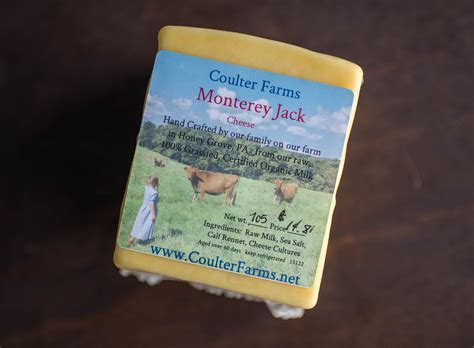 Coulter Farms
Monterey Jack
Cheese
Hand Crafted by our family on our farm
in Honey Grove, PA, from our raw,
100% Grassfed, Certified Organic Milk
Net wt. 105 Price
Ingredients: Raw Milk, Sea Salt,
Calf Rennet, Cheese Cultures
Aged over 60 days keep refrigerated 13122
www.CoulterFarms.net